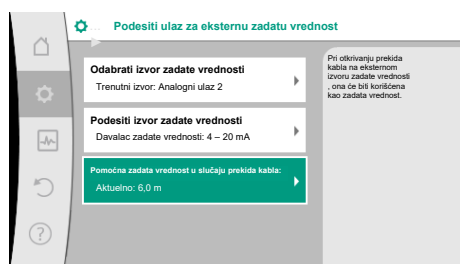 Podesiti ulaz za eksternu zadatu vrednost
Odabrati izvor zadate vrednosti
Trenutni izvor: Analogni ulaz 2
Podesiti izvor zadate vrednosti
Davalac zadate vrednosti: 4 – 20 mA
Pomoćna zadata vrednost u slučaju prekida kabla:
Aktuelno: 6,0 m
Pri otkrivanju prekida
kabla na eksternom
izvoru zadate vrednosti
, ona će biti korišćena
kao zadata vrednost.